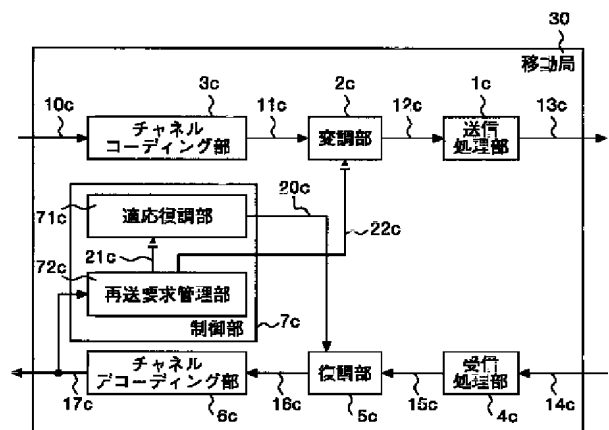 30
移動局
10c
3c
11c
2c
12c
1c
13c
チャネル
コーディング部
変調部
送信
処理部
71c
適応復調部
20c
22c
21c
72c
再送要求管理部
制御部
7c
チャネル
デコーディング部
復調部
受信
処理部
17c
6c
16c
5c
15c
4c
14c